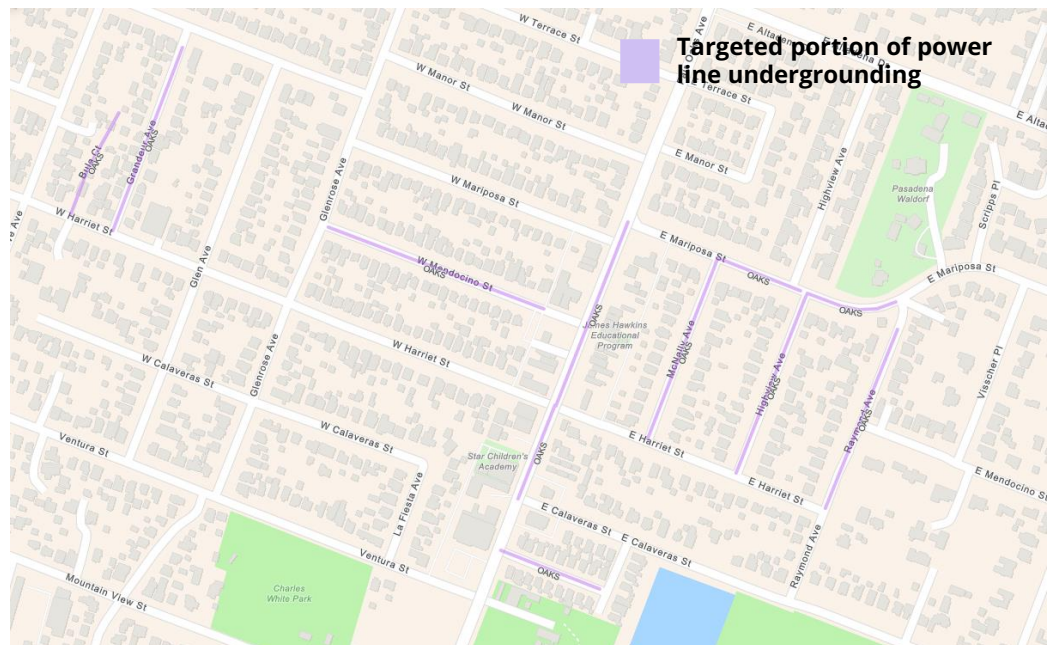 Targeted portion of power
line undergrounding
W Terrace St
E Terrace St
W Manor St
W Manor St
E Manor St
Highview Ave
Pasadena
Waldorf
Scripps Pl
E Mariposa St
Bulla Ct
OAKS
Grandeur Ave
OAKS
Glenrose Ave
W Mariposa St
E Mariposa St
OAKS
OAKS
W Harriet St
Glen Ave
W Mendocino St
OAKS
OAKS
James Hawkins
Educational
Program
McNally Ave
OAKS
Highview Ave
OAKS
Raymond Ave
OAKS
Visscher Pl
W Harriet St
Glenrose Ave
W Calaveras St
W Calaveras St
E Harriet St
E Harriet St
E Mendocino St
Ventura St
Star Children's
Academy
OAKS
La Fiesta Ave
E Calaveras St
E Calaveras St
Raymond Ave
Ventura St
OAKS
Mountain View St
Charles
White Park